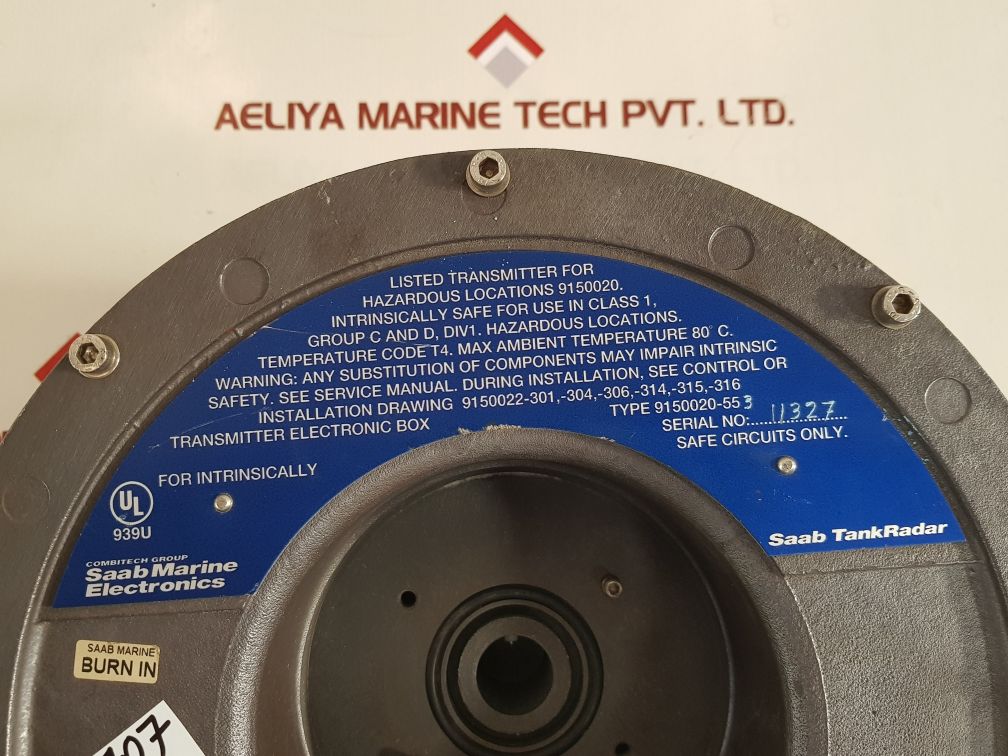 AELIYA MARINE TECH PVT. LTD.
LISTED TRANSMITTER FOR
HAZARDOUS LOCATIONS 9150020.
INTRINSICALLY SAFE FOR USE IN CLASS 1,
GROUP C AND D, DIV1. HAZARDOUS LOCATIONS.
TEMPERATURE CODE T4. MAX AMBIENT TEMPERATURE 80° C.
WARNING: ANY SUBSTITUTION OF COMPONENTS MAY IMPAIR INTRINSIC
SAFETY. SEE SERVICE MANUAL. DURING INSTALLATION, SEE CONTROL OR
INSTALLATION DRAWING 9150022-301,-304,-306,-314,-315,-316
TRANSMITTER ELECTRONIC BOX
TYPE 9150020-553
SERIAL NO:...11327...
FOR INTRINSICALLY
SAFE CIRCUITS ONLY.
UL
939U
COMBITECH GROUP
Saab Marine
Electronics
Saab TankRadar
SAAB MARINE
BURN IN